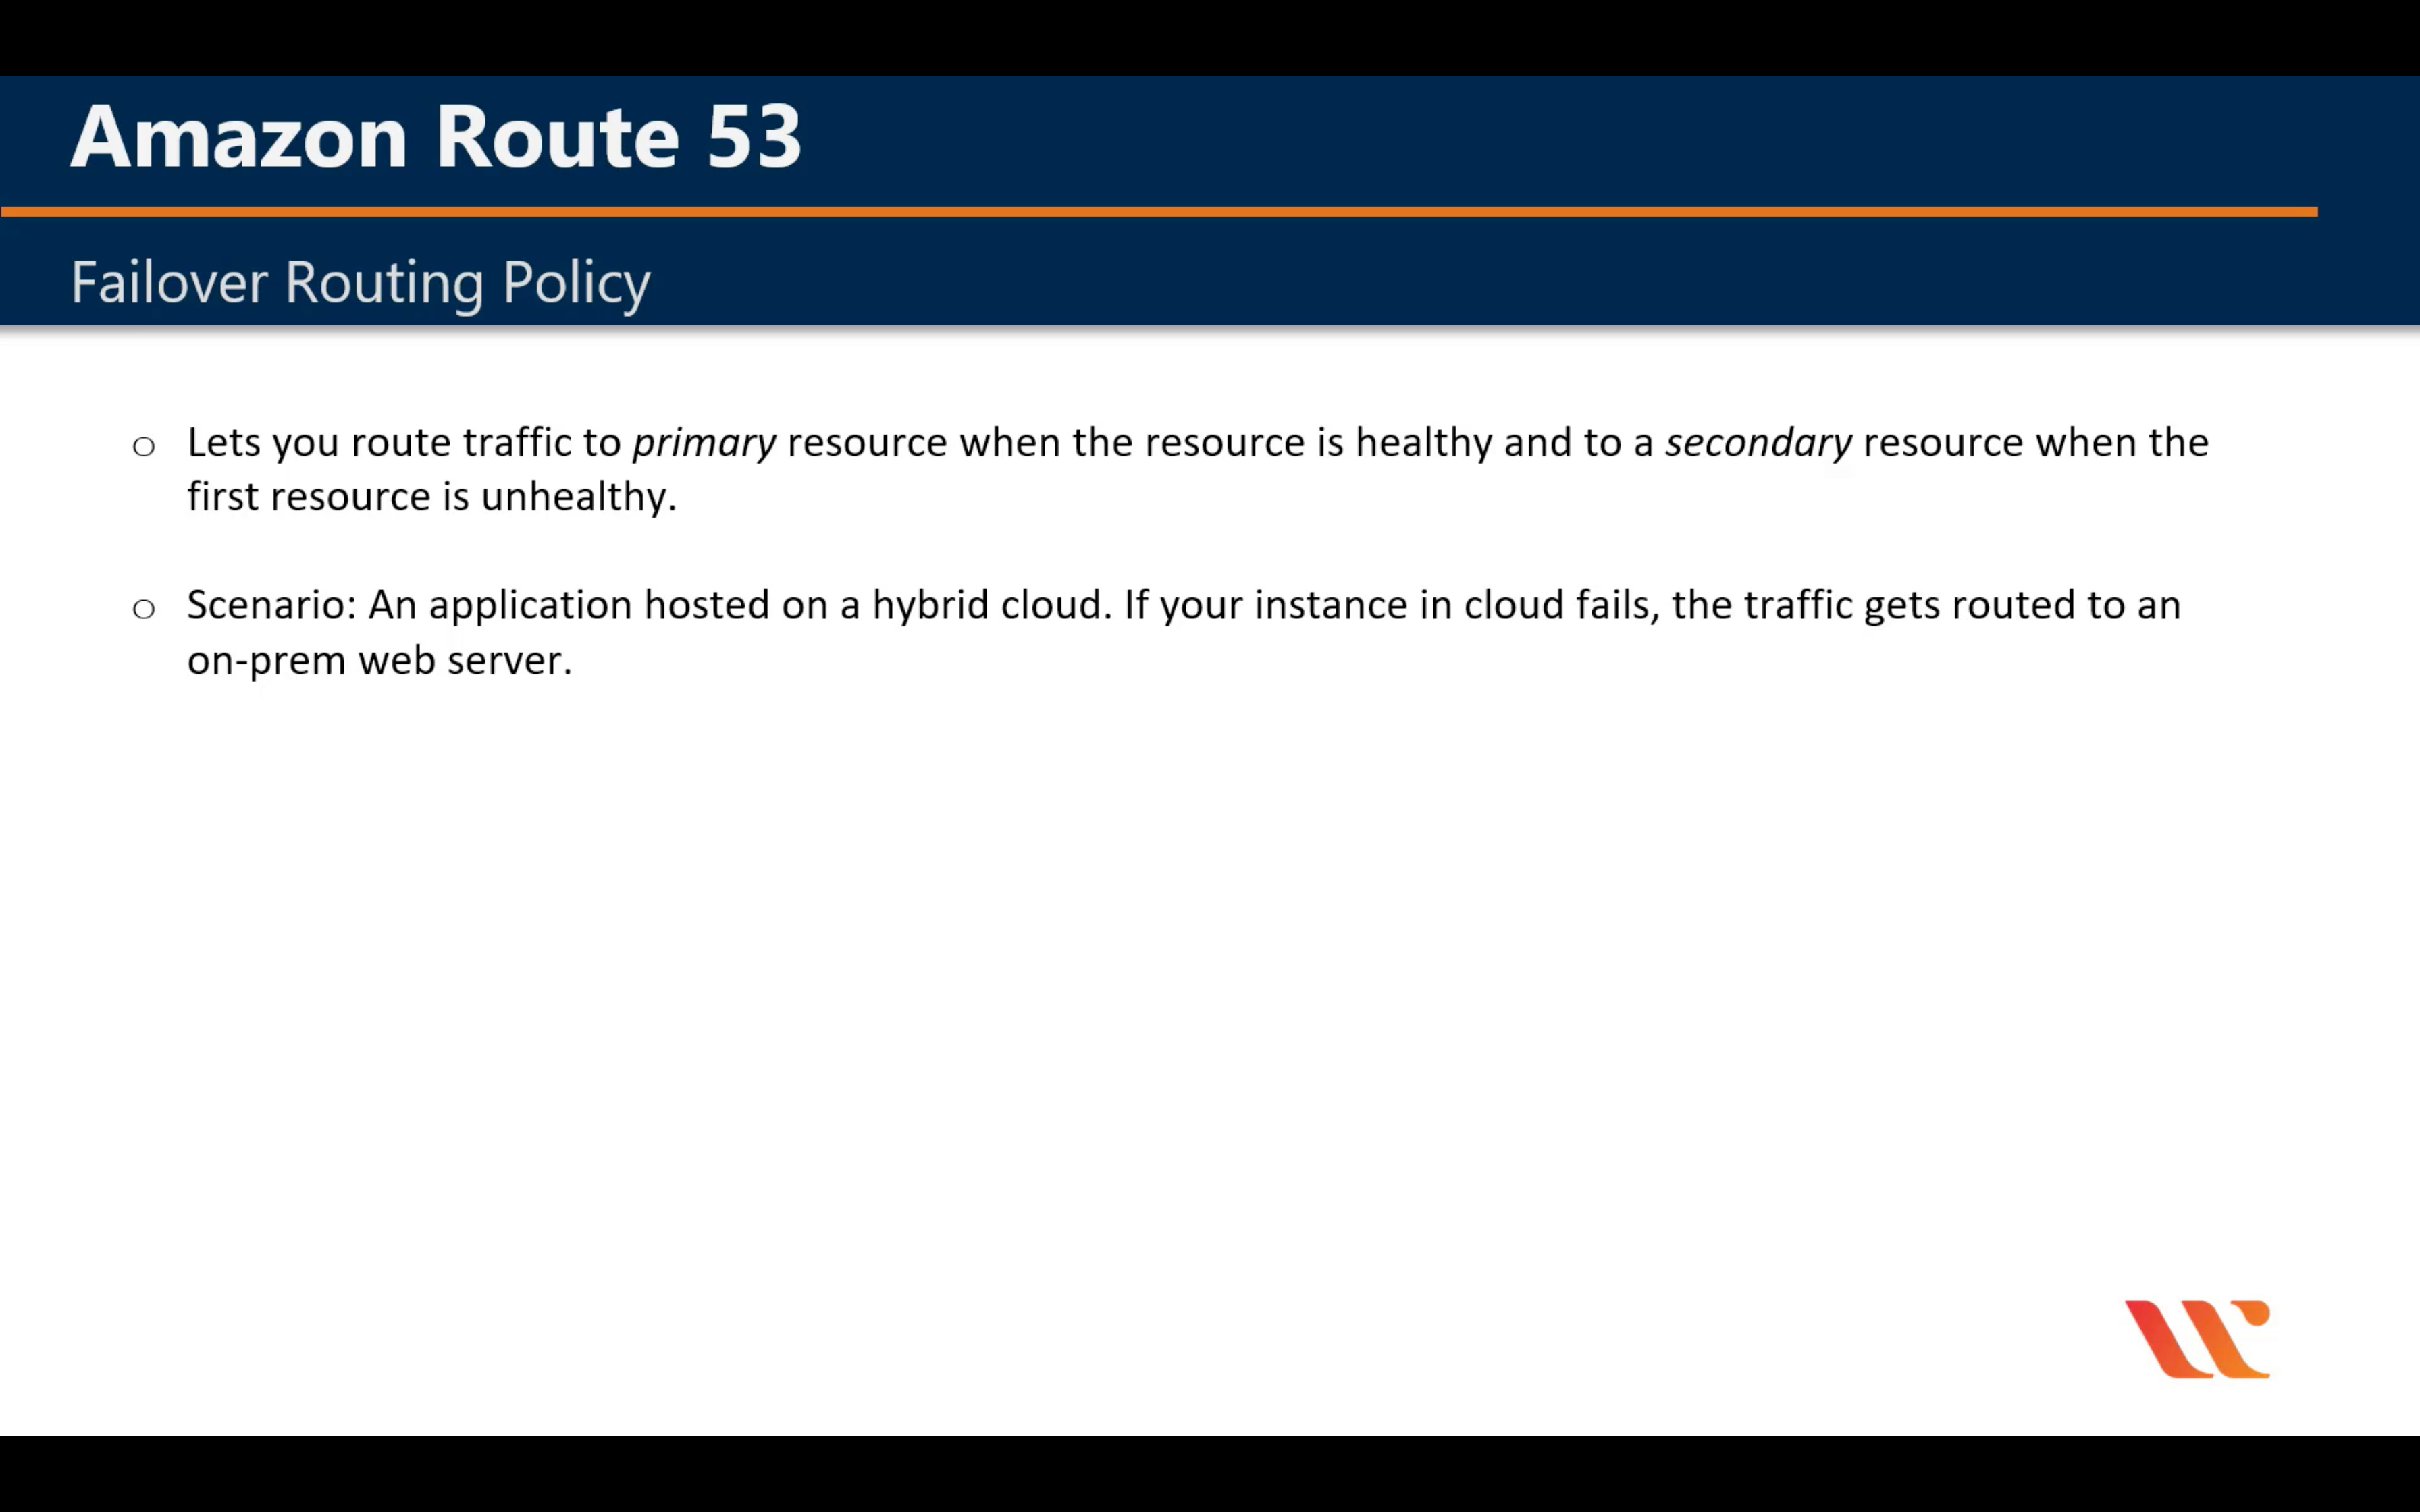 Amazon Route 53
Failover Routing Policy
o Lets you route traffic to primary resource when the resource is healthy and to a secondary resource when the
first resource is unhealthy.
o Scenario: An application hosted on a hybrid cloud. If your instance in cloud fails, the traffic gets routed to an
on-prem web server.